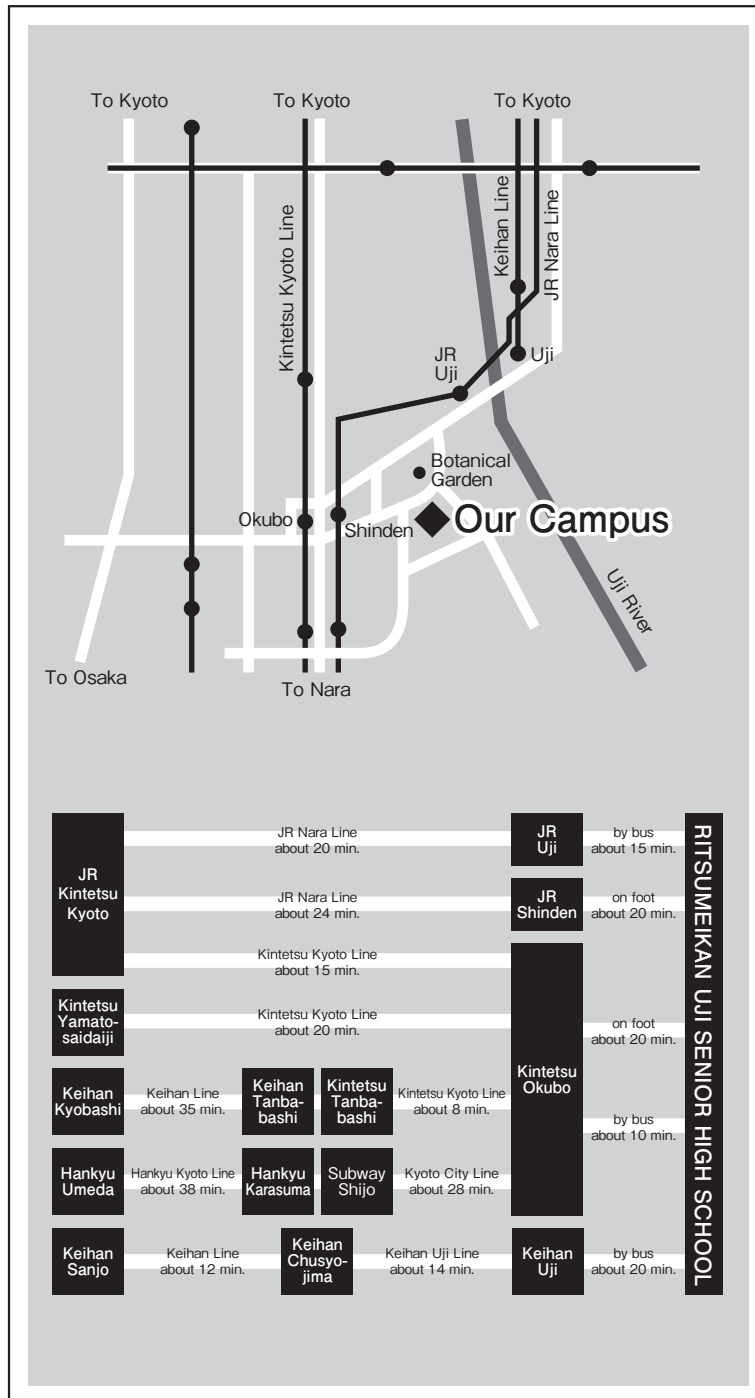 To Kyoto
To Kyoto
To Kyoto
Kintetsu Kyoto Line
Keihan Line
JR Nara Line
JR
Uji
Uji
Botanical
Garden
Okubo
Shinden
Our Campus
Uji River
To Osaka
To Nara
JR
Kintetsu
Kyoto
JR Nara Line
about 20 min.
JR
Uji
by bus
about 15 min.
JR Nara Line
about 24 min.
JR
Shinden
on foot
about 20 min.
Kintetsu Kyoto Line
about 15 min.
Kintetsu
Yamato-
saidaiji
Kintetsu Kyoto Line
about 20 min.
Kintetsu
Okubo
on foot
about 20 min.
by bus
about 10 min.
Keihan
Kyobashi
Keihan Line
about 35 min.
Keihan
Tanba-
bashi
Kintetsu
Tanba-
bashi
Kintetsu Kyoto Line
about 8 min.
Hankyu
Umeda
Hankyu Kyoto Line
about 38 min.
Hankyu
Karasuma
Subway
Shijo
Kyoto City Line
about 28 min.
Keihan
Sanjo
Keihan Line
about 12 min.
Keihan
Chusyo-
jima
Keihan Uji Line
about 14 min.
Keihan
Uji
by bus
about 20 min.
RITSUMEIKAN UJI SENIOR HIGH SCHOOL